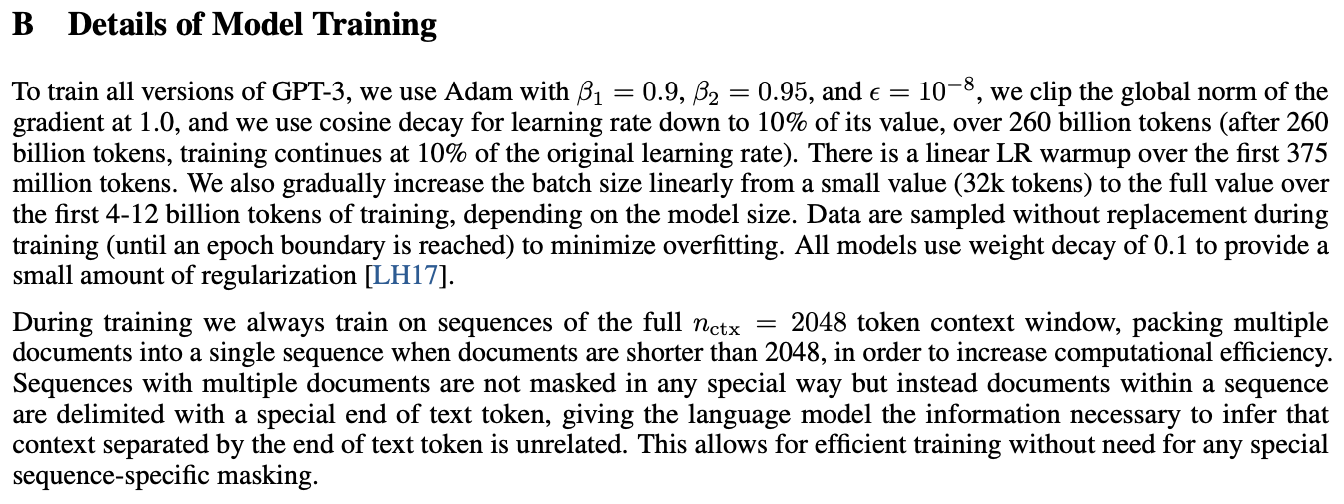 B Details of Model Training
To train all versions of GPT-3, we use Adam with β₁ = 0.9, β₂ = 0.95, and ϵ = 10⁻⁸, we clip the global norm of the
gradient at 1.0, and we use cosine decay for learning rate down to 10% of its value, over 260 billion tokens (after 260
billion tokens, training continues at 10% of the original learning rate). There is a linear LR warmup over the first 375
million tokens. We also gradually increase the batch size linearly from a small value (32k tokens) to the full value over
the first 4-12 billion tokens of training, depending on the model size. Data are sampled without replacement during
training (until an epoch boundary is reached) to minimize overfitting. All models use weight decay of 0.1 to provide a
small amount of regularization [LH17].
During training we always train on sequences of the full n_ctx = 2048 token context window, packing multiple
documents into a single sequence when documents are shorter than 2048, in order to increase computational efficiency.
Sequences with multiple documents are not masked in any special way but instead documents within a sequence
are delimited with a special end of text token, giving the language model the information necessary to infer that
context separated by the end of text token is unrelated. This allows for efficient training without need for any special
sequence-specific masking.